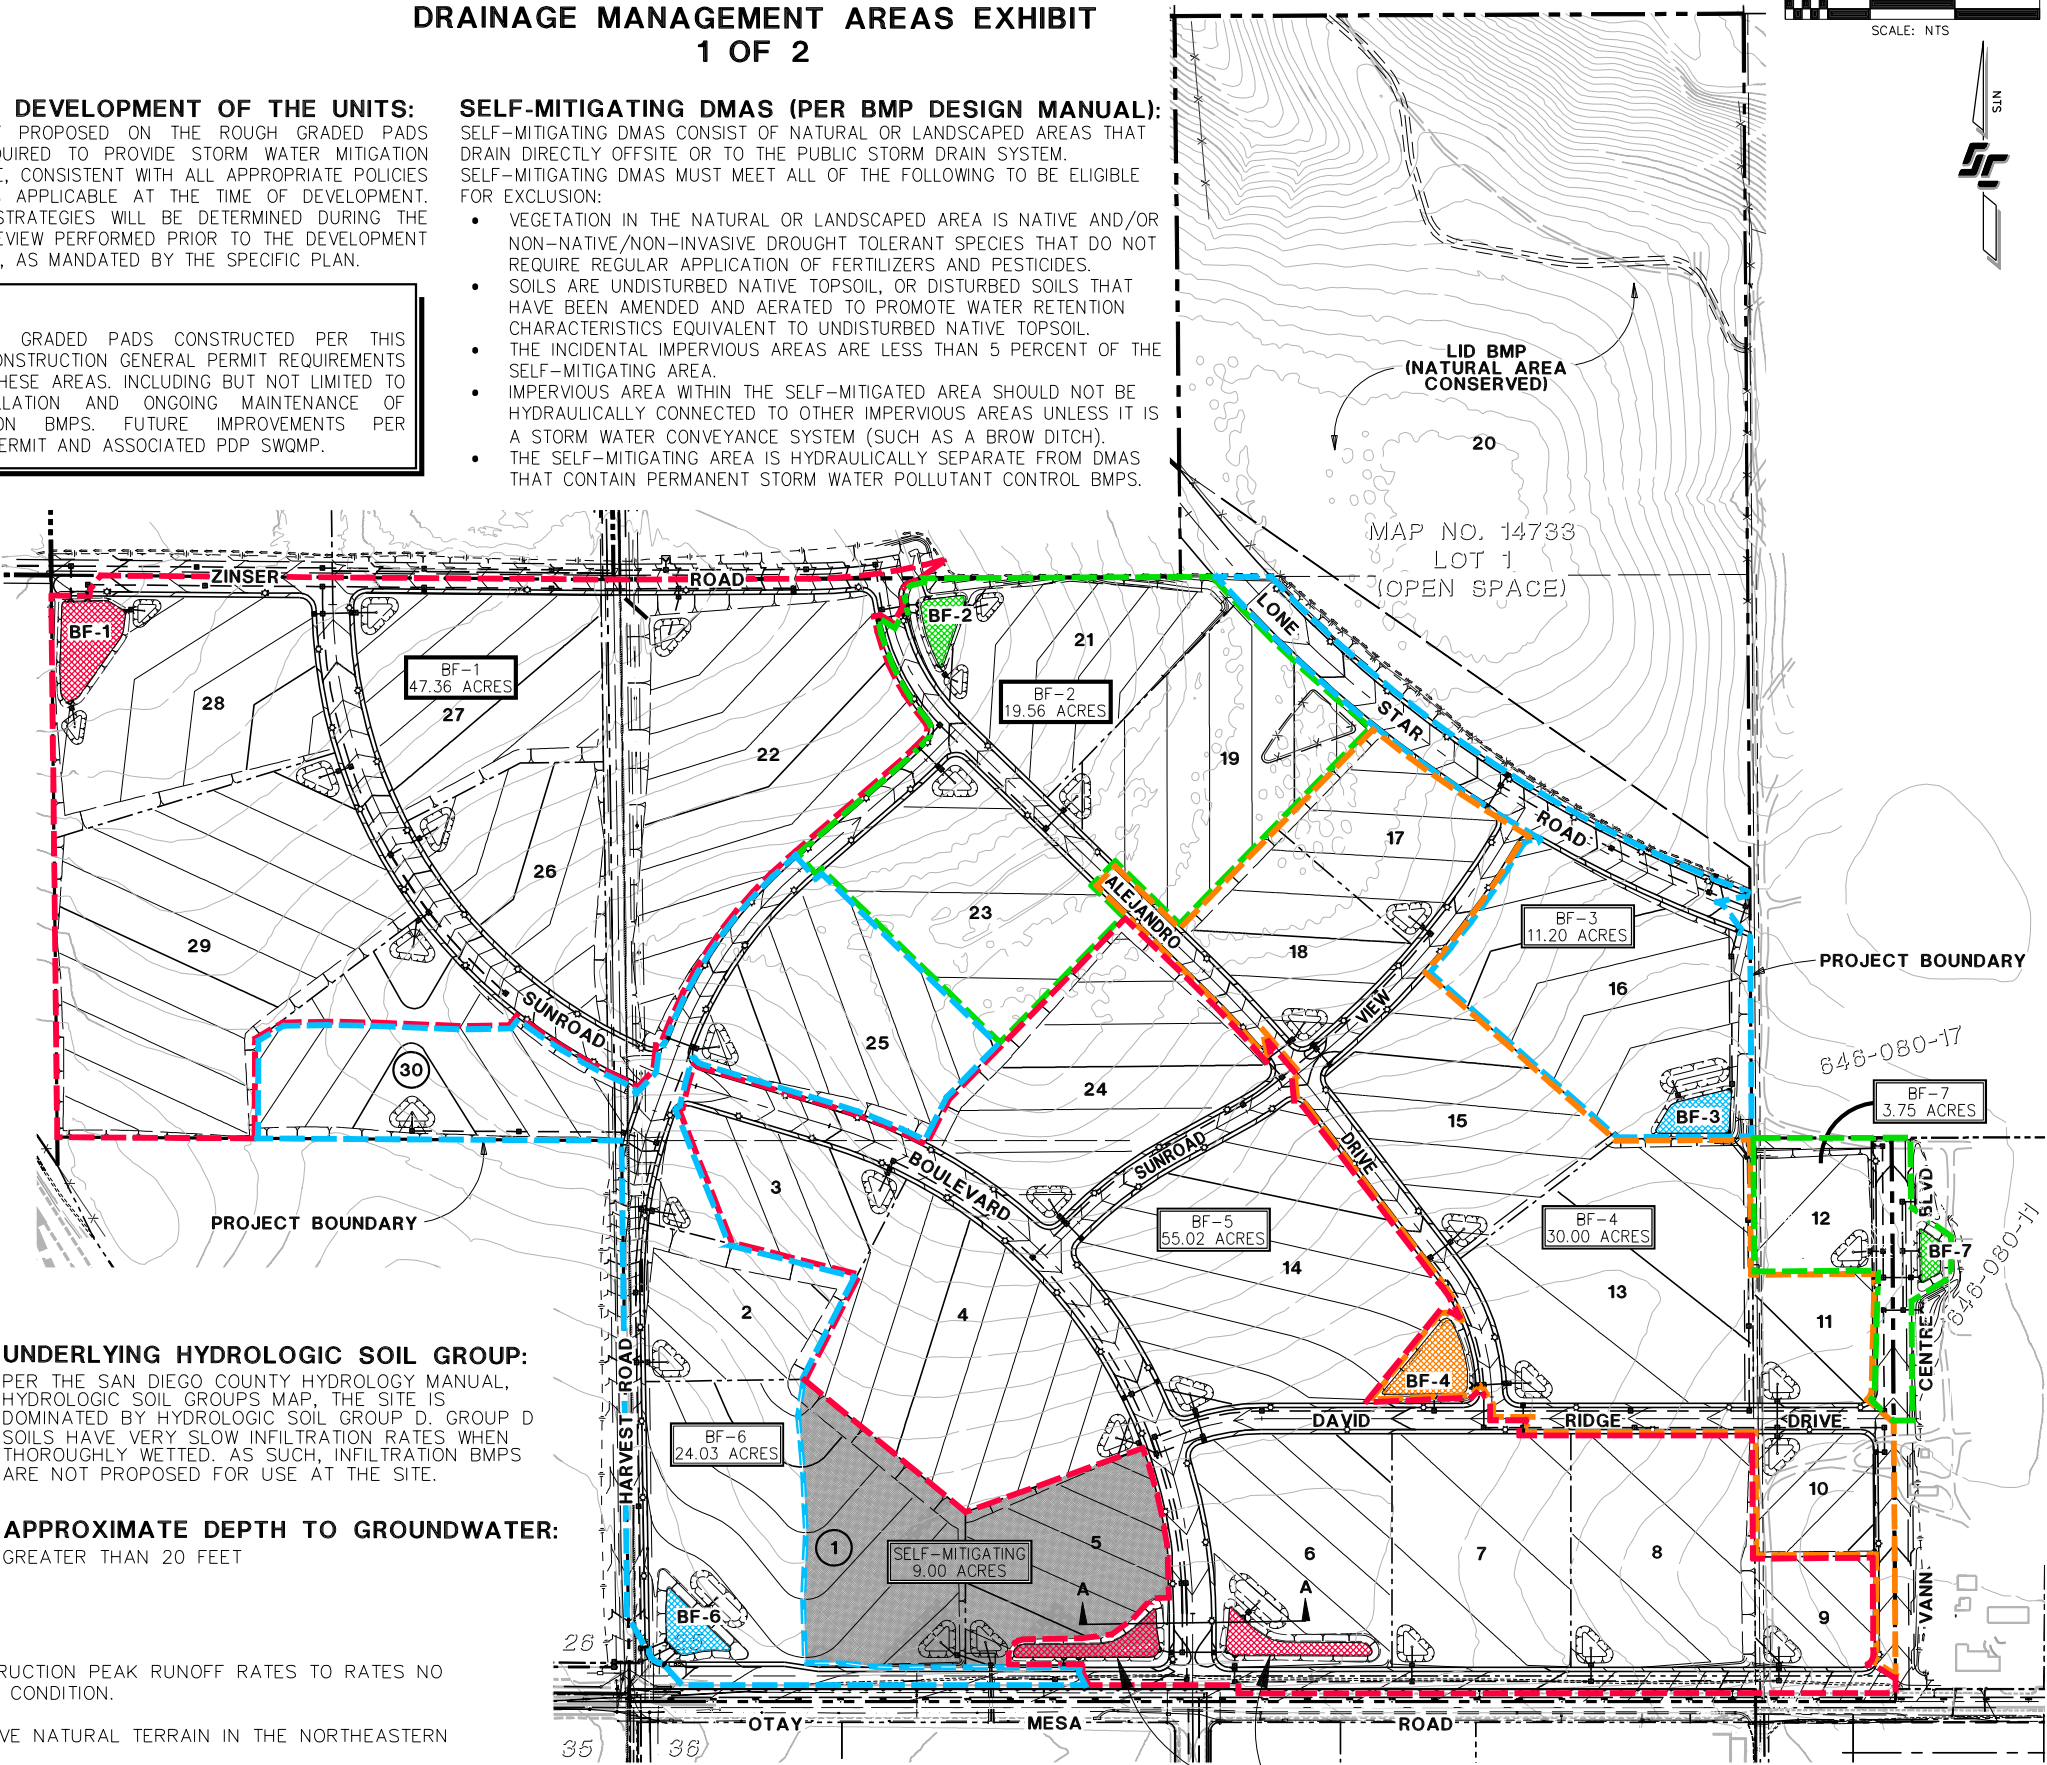 DRAINAGE MANAGEMENT AREAS EXHIBIT
1 OF 2
SCALE: NTS
NTS
DEVELOPMENT OF THE UNITS:
PROPOSED ON THE ROUGH GRADED PADS
TO PROVIDE STORM WATER MITIGATION
CONSISTENT WITH ALL APPROPRIATE POLICIES
APPLICABLE AT THE TIME OF DEVELOPMENT.
STRATEGIES WILL BE DETERMINED DURING THE
PERFORMED PRIOR TO THE DEVELOPMENT
, AS MANDATED BY THE SPECIFIC PLAN.
GRADED PADS CONSTRUCTED PER THIS
GENERAL PERMIT REQUIREMENTS
AREAS. INCLUDING BUT NOT LIMITED TO
AND ONGOING MAINTENANCE OF
BMPS. FUTURE IMPROVEMENTS PER
AND ASSOCIATED PDP SWQMP.
SELF-MITIGATING DMAS (PER BMP DESIGN MANUAL):
SELF-MITIGATING DMAS CONSIST OF NATURAL OR LANDSCAPED AREAS THAT
DRAIN DIRECTLY OFFSITE OR TO THE PUBLIC STORM DRAIN SYSTEM.
SELF-MITIGATING DMAS MUST MEET ALL OF THE FOLLOWING TO BE ELIGIBLE
FOR EXCLUSION:
• VEGETATION IN THE NATURAL OR LANDSCAPED AREA IS NATIVE AND/OR
NON-NATIVE/NON-INVASIVE DROUGHT TOLERANT SPECIES THAT DO NOT
REQUIRE REGULAR APPLICATION OF FERTILIZERS AND PESTICIDES.
• SOILS ARE UNDISTURBED NATIVE TOPSOIL, OR DISTURBED SOILS THAT
HAVE BEEN AMENDED AND AERATED TO PROMOTE WATER RETENTION
CHARACTERISTICS EQUIVALENT TO UNDISTURBED NATIVE TOPSOIL.
• THE INCIDENTAL IMPERVIOUS AREAS ARE LESS THAN 5 PERCENT OF THE
SELF-MITIGATING AREA.
• IMPERVIOUS AREA WITHIN THE SELF-MITIGATED AREA SHOULD NOT BE
HYDRAULICALLY CONNECTED TO OTHER IMPERVIOUS AREAS UNLESS IT IS
A STORM WATER CONVEYANCE SYSTEM (SUCH AS A BROW DITCH).
• THE SELF-MITIGATING AREA IS HYDRAULICALLY SEPARATE FROM DMAS
THAT CONTAIN PERMANENT STORM WATER POLLUTANT CONTROL BMPS.
LID BMP
(NATURAL AREA
CONSERVED)
20
MAP NO. 14733
LOT 1
(OPEN SPACE)
ZINSER ROAD
BF-1
BF-1
47.36 ACRES
28
27
22
BF-2
21
BF-2
19.56 ACRES
19
LONE STAR ROAD
17
26
29
23
ALEJANDRO
18
VIEW
DRIVE
BF-3
11.20 ACRES
16
PROJECT BOUNDARY
SUNROAD
BOULEVARD
SUNROAD
25
24
30
15
BF-3
646-080-17
BF-7
3.75 ACRES
PROJECT BOUNDARY
3
2
4
BF-5
55.02 ACRES
14
BF-4
30.00 ACRES
13
12
11
BF-7
646-080-11
CENTRE BLVD
VANN
BF-4
DAVID RIDGE DRIVE
HARVEST ROAD
BF-6
24.03 ACRES
1
SELF-MITIGATING
9.00 ACRES
5
A
A
6
7
8
10
9
BF-6
OTAY MESA ROAD
26
35
36
UNDERLYING HYDROLOGIC SOIL GROUP:
PER THE SAN DIEGO COUNTY HYDROLOGY MANUAL,
HYDROLOGIC SOIL GROUPS MAP, THE SITE IS
DOMINATED BY HYDROLOGIC SOIL GROUP D. GROUP D
SOILS HAVE VERY SLOW INFILTRATION RATES WHEN
THOROUGHLY WETTED. AS SUCH, INFILTRATION BMPS
ARE NOT PROPOSED FOR USE AT THE SITE.
APPROXIMATE DEPTH TO GROUNDWATER:
GREATER THAN 20 FEET
PEAK RUNOFF RATES TO RATES NO
CONDITION.
NATURAL TERRAIN IN THE NORTHEASTERN